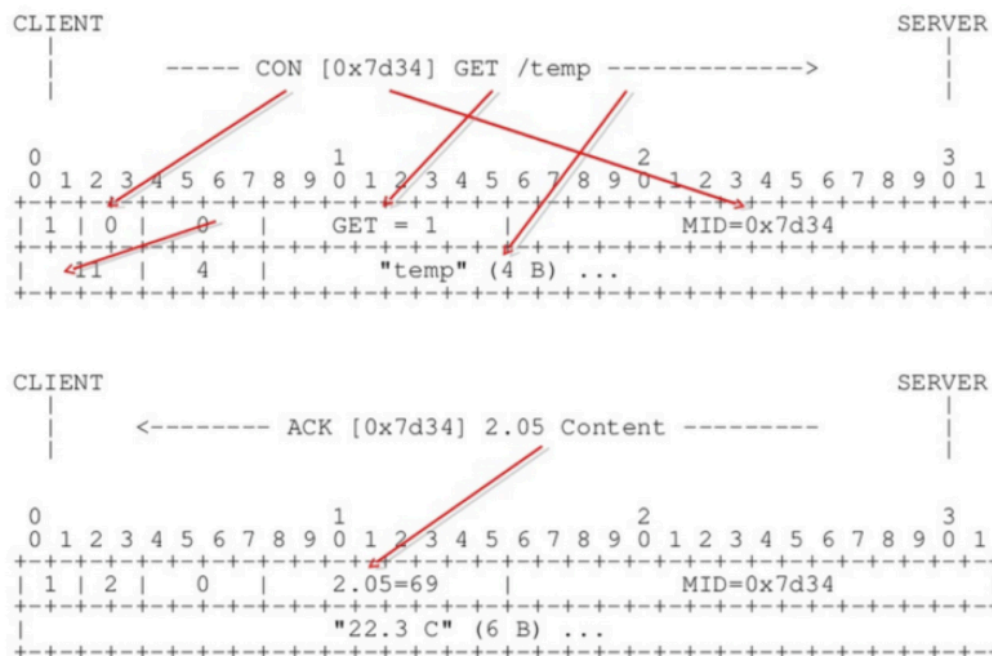 CLIENT SERVER
| |
| ----- CON [0x7d34] GET /temp -------------> |
| |
0 1 2 3
0 1 2 3 4 5 6 7 8 9 0 1 2 3 4 5 6 7 8 9 0 1 2 3 4 5 6 7 8 9 0 1
+-+-+-+-+-+-+-+-+-+-+-+-+-+-+-+-+-+-+-+-+-+-+-+-+-+-+-+-+-+-+-+-+
| 1 | 0 | 0 | GET = 1 | MID=0x7d34
+-+-+-+-+-+-+-+-+-+-+-+-+-+-+-+-+-+-+-+-+-+-+-+-+-+-+-+-+-+-+-+-+
| 11 | 4 | "temp" (4 B) ...
+-+-+-+-+-+-+-+-+-+-+-+-+-+-+-+-+-+-+-+-+-+-+-+-+-+-+-+-+-+-+-+-+
CLIENT SERVER
| |
| <-------- ACK [0x7d34] 2.05 Content --------- |
| |
0 1 2 3
0 1 2 3 4 5 6 7 8 9 0 1 2 3 4 5 6 7 8 9 0 1 2 3 4 5 6 7 8 9 0 1
+-+-+-+-+-+-+-+-+-+-+-+-+-+-+-+-+-+-+-+-+-+-+-+-+-+-+-+-+-+-+-+-+
| 1 | 2 | 0 | 2.05=69 | MID=0x7d34
+-+-+-+-+-+-+-+-+-+-+-+-+-+-+-+-+-+-+-+-+-+-+-+-+-+-+-+-+-+-+-+-+
| "22.3 C" (6 B) ...
+-+-+-+-+-+-+-+-+-+-+-+-+-+-+-+-+-+-+-+-+-+-+-+-+-+-+-+-+-+-+-+-+